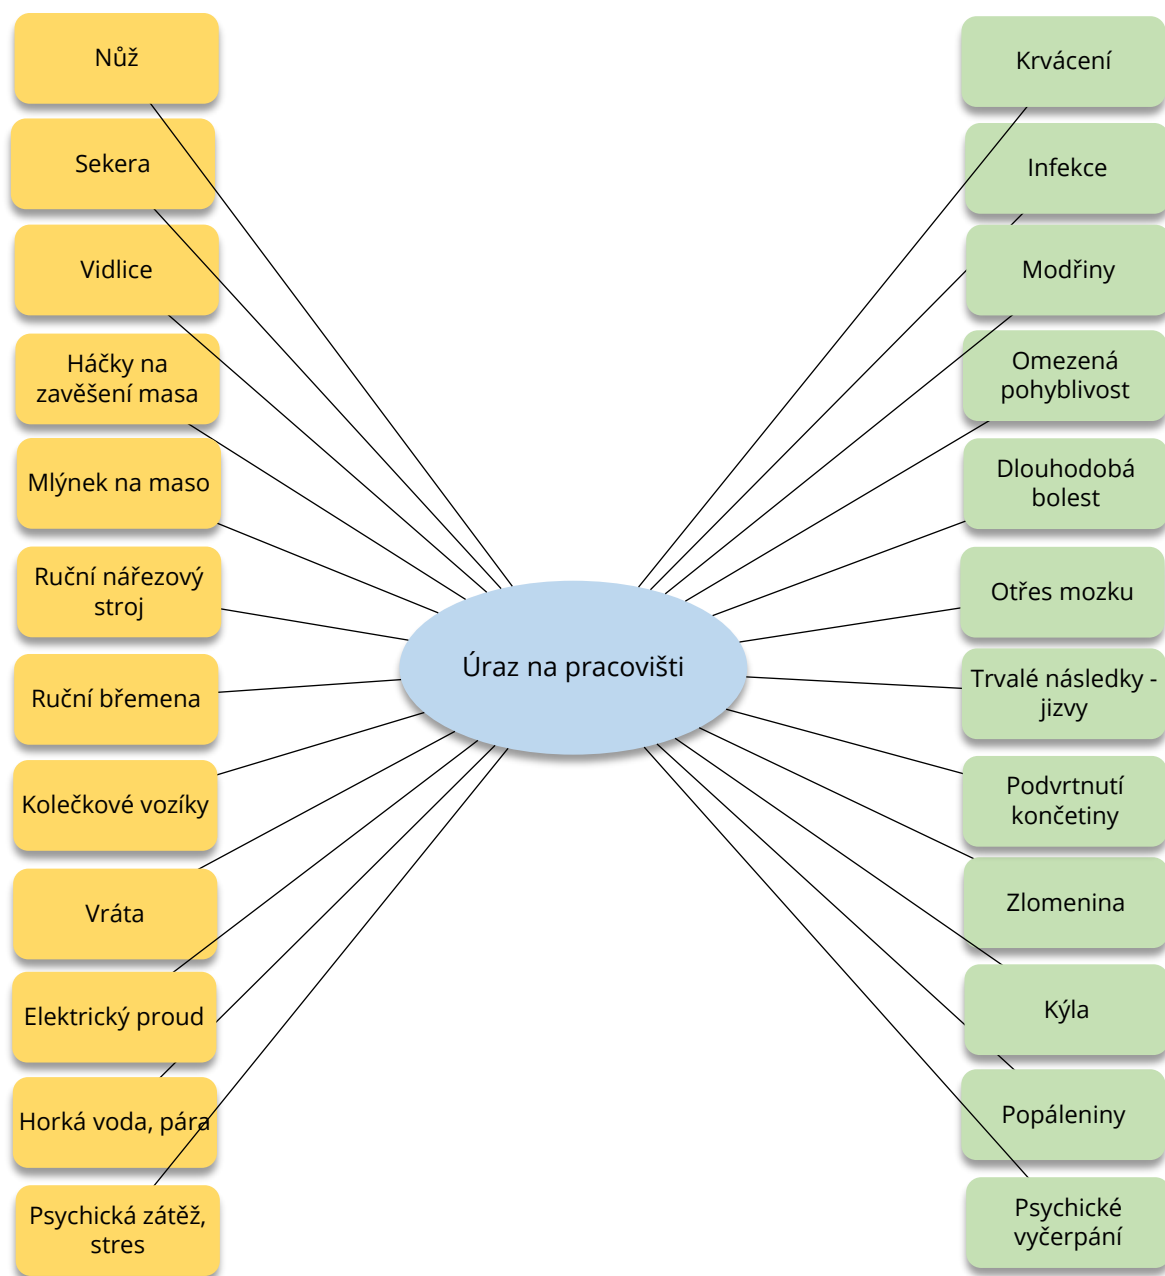 Nůž
Sekera
Vidlice
Háčky na
zavěšení masa
Mlýnek na maso
Ruční nářezový
stroj
Ruční břemena
Kolečkové vozíky
Vráta
Elektrický proud
Horká voda, pára
Psychická zátěž,
stres
Úraz na pracovišti
Krvácení
Infekce
Modřiny
Omezená
pohyblivost
Dlouhodobá
bolest
Otřes mozku
Trvalé následky -
jizvy
Podvrtnutí
končetiny
Zlomenina
Kýla
Popáleniny
Psychické
vyčerpání